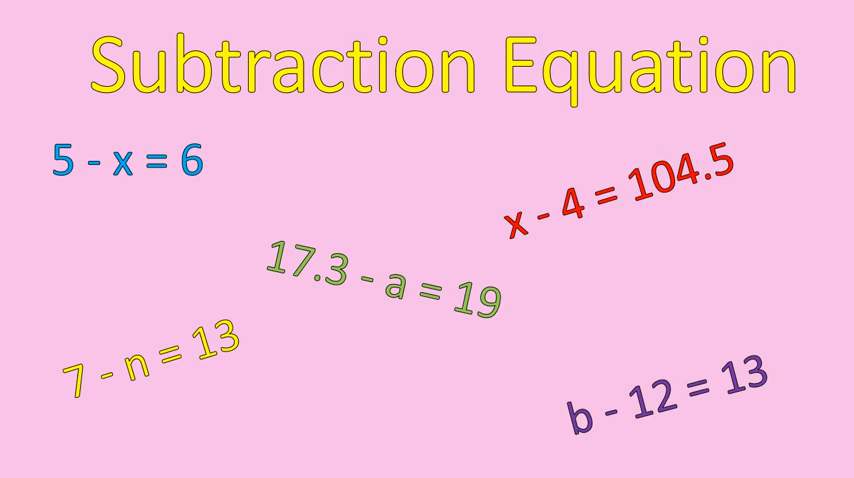 Subtraction Equation
5 - x = 6
x - 4 = 104.5
17.3 - a = 19
7 - n = 13
b - 12 = 13